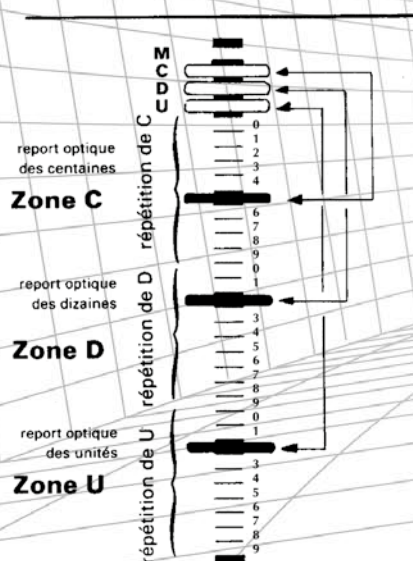 M
C
D
U
répétition de C
0
1
2
3
4
report optique
des centaines
Zone C
6
7
8
9
répétition de D
0
1
report optique
des dizaines
Zone D
3
4
5
6
7
8
9
répétition de U
0
1
report optique
des unités
Zone U
3
4
5
6
7
8
9